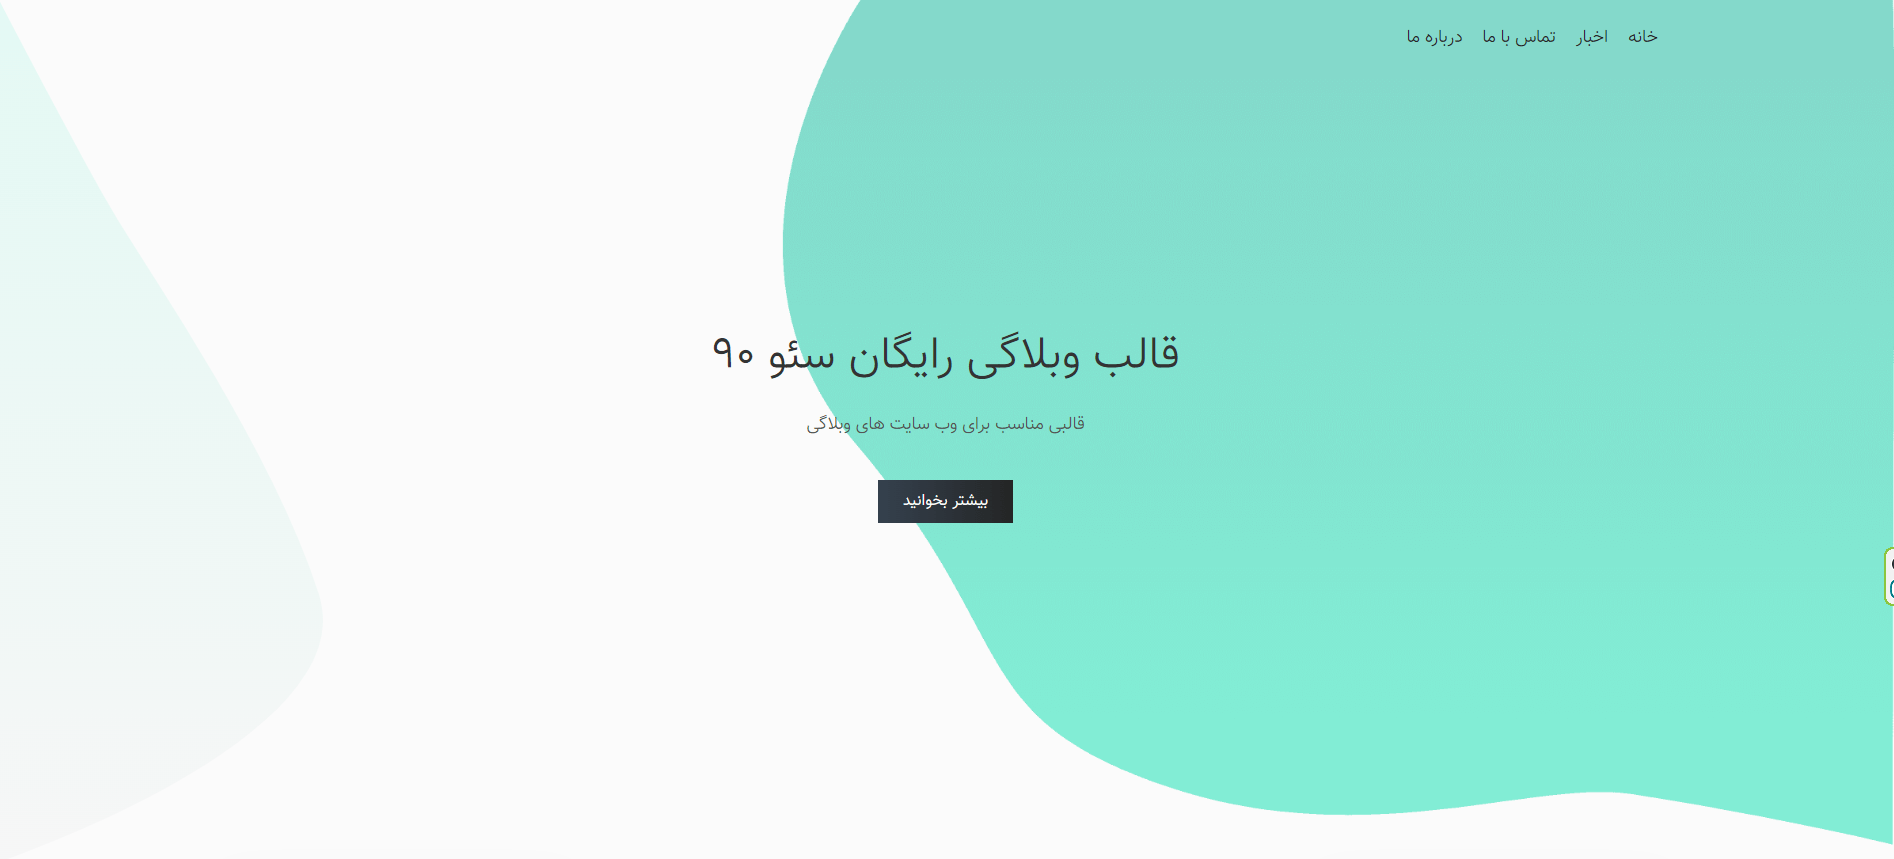 خانه اخبار تماس با ما درباره ما
قالب وبلاگی رایگان سئو ۹۰
قالبی مناسب برای وب سایت های وبلاگی
بیشتر بخوانید